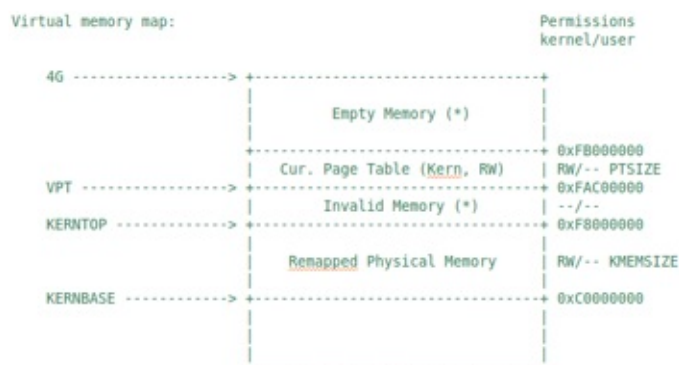 Virtual memory map: Permissions
kernel/user
4G ------------------> +---------------------------------+
| |
| Empty Memory (*) |
| |
+---------------------------------+ 0xFB000000
| Cur. Page Table (Kern, RW) | RW/-- PTSIZE
VPT -----------------> +---------------------------------+ 0xFAC00000
| Invalid Memory (*) | --/--
KERNTOP -------------> +---------------------------------+ 0xF8000000
| |
| Remapped Physical Memory | RW/-- KMEMSIZE
| |
KERNBASE ------------> +---------------------------------+ 0xC0000000
| |
| |
| |